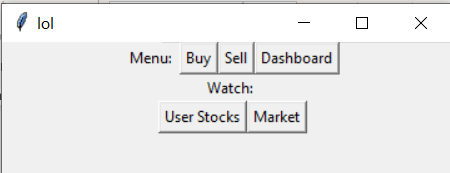 lol
Menu: Buy Sell Dashboard
Watch:
User Stocks Market